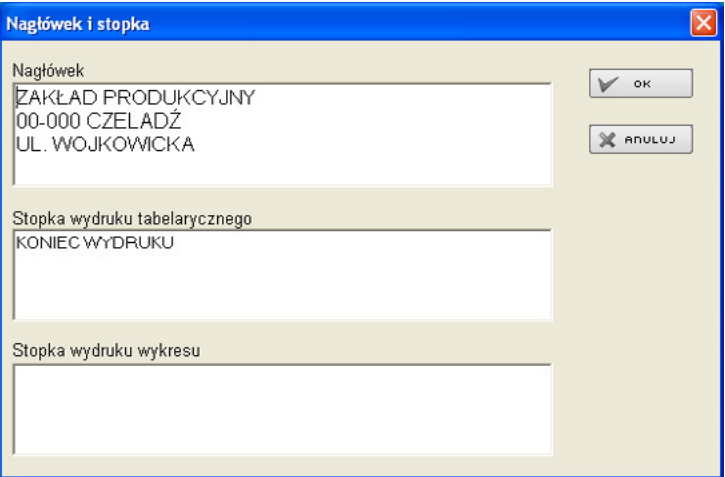 Nagłówek i stopka
Nagłówek
ZAKŁAD PRODUKCYJNY
00-000 CZELADŹ
UL. WOJKOWICKA
OK
ANULUJ
Stopka wydruku tabelarycznego
KONIEC WYDRUKU
Stopka wydruku wykresu